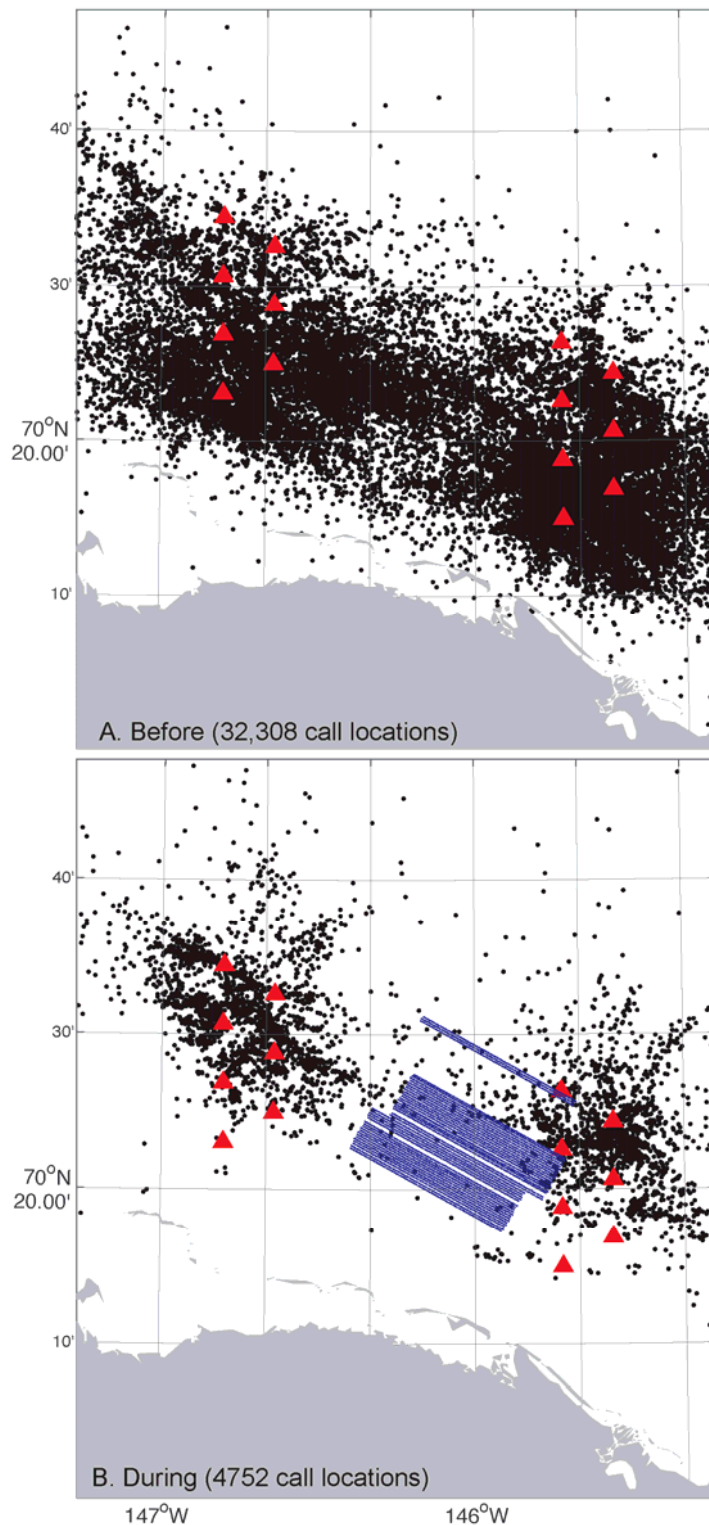 40'
30'
70°N
20.00'
10'
A. Before (32,308 call locations)
40'
30'
70°N
20.00'
10'
B. During (4752 call locations)
147°W 146°W